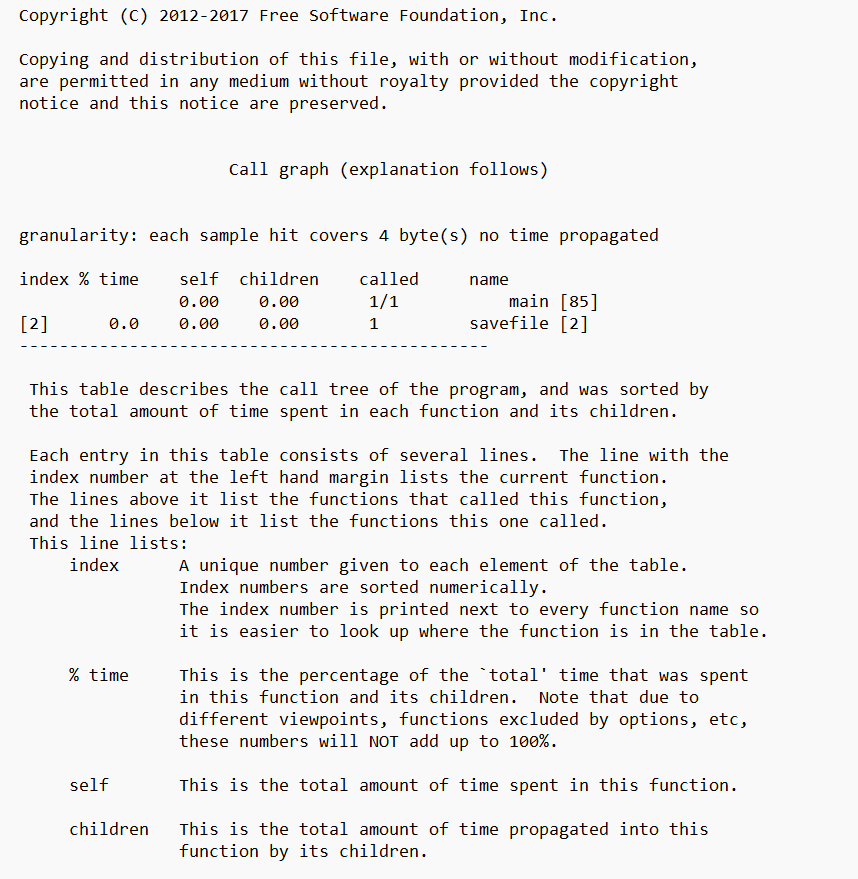 Copyright (C) 2012-2017 Free Software Foundation, Inc.
Copying and distribution of this file, with or without modification,
are permitted in any medium without royalty provided the copyright
notice and this notice are preserved.
Call graph (explanation follows)
granularity: each sample hit covers 4 byte(s) no time propagated
index % time    self  children    called     name
                0.00    0.00       1/1           main [85]
[2]      0.0    0.00    0.00       1         savefile [2]
-----------------------------------------------
This table describes the call tree of the program, and was sorted by
the total amount of time spent in each function and its children.
Each entry in this table consists of several lines.  The line with the
index number at the left hand margin lists the current function.
The lines above it list the functions that called this function,
and the lines below it list the functions this one called.
This line lists:
index      A unique number given to each element of the table.
Index numbers are sorted numerically.
The index number is printed next to every function name so
it is easier to look up where the function is in the table.
% time     This is the percentage of the `total' time that was spent
in this function and its children.  Note that due to
different viewpoints, functions excluded by options, etc,
these numbers will NOT add up to 100%.
self       This is the total amount of time spent in this function.
children   This is the total amount of time propagated into this
function by its children.